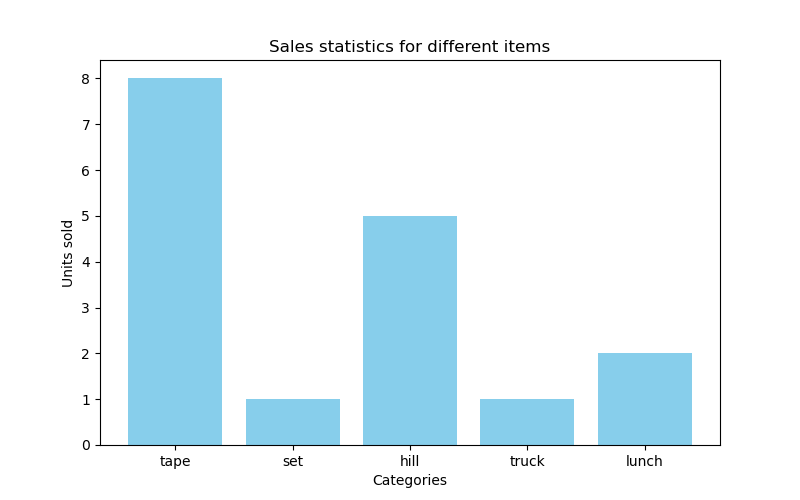 Sales statistics for different items
Units sold
8
7
6
5
4
3
2
1
0
tape set hill truck lunch
Categories